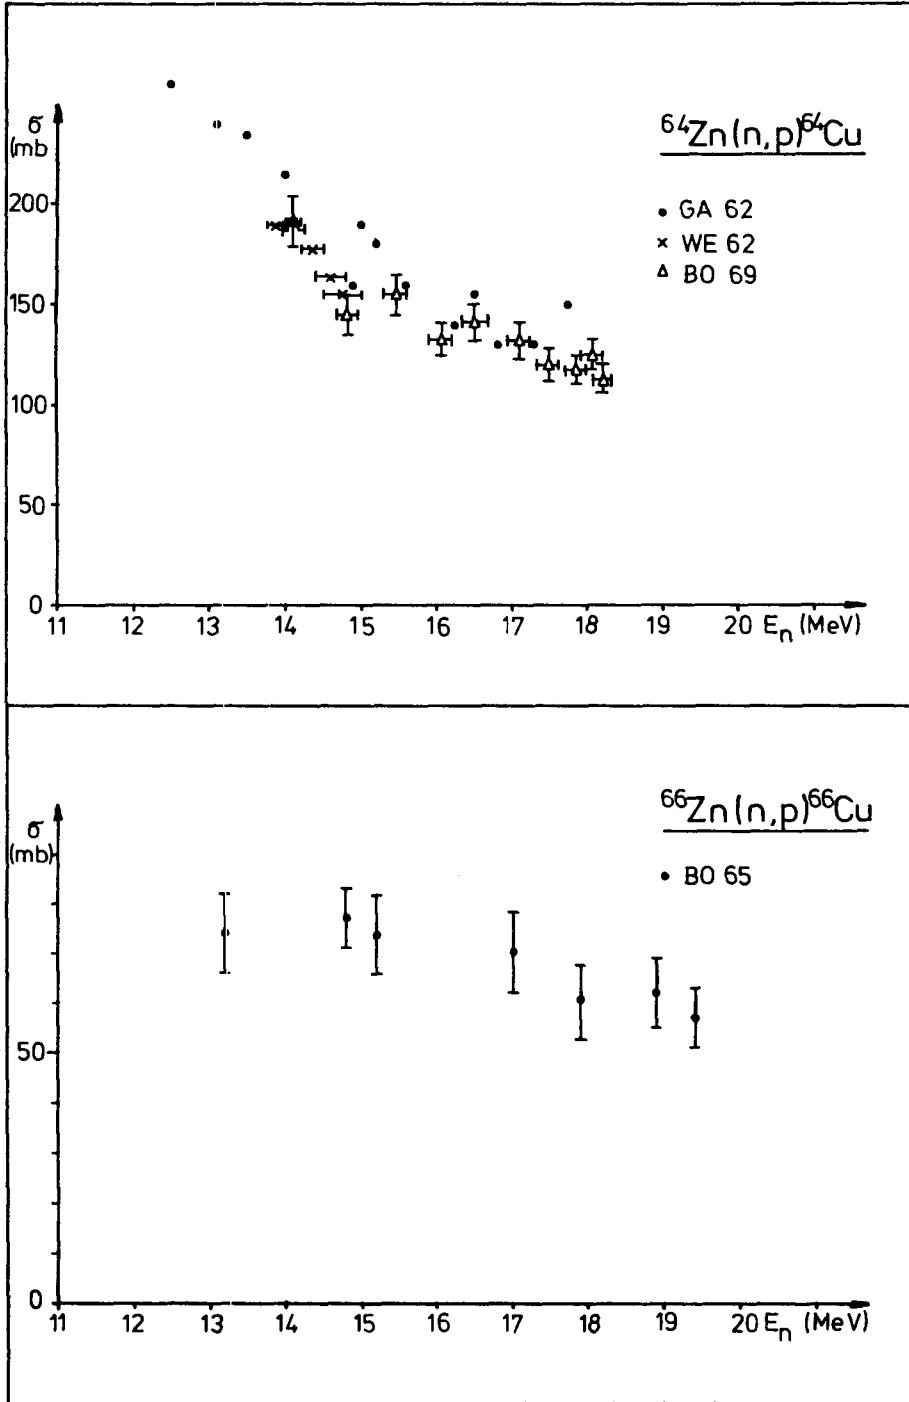 σ
(mb
⁶⁴Zn(n,p)⁶⁴Cu
• GA 62
× WE 62
△ BO 69
200
150
100
50
0
11 12 13 14 15 16 17 18 19 20 Eₙ (MeV)
⁶⁶Zn(n,p)⁶⁶Cu
σ
(mb)
• BO 65
50
0
11 12 13 14 15 16 17 18 19 20 Eₙ (MeV)